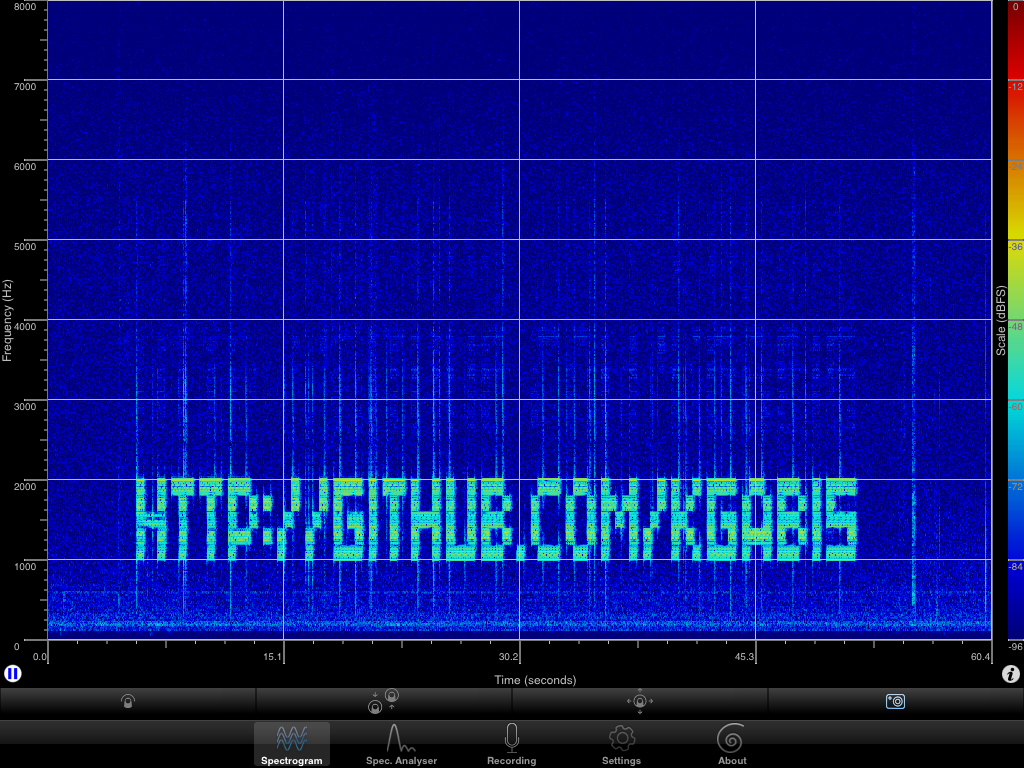 8000 0
7000 -12
6000 -24
5000 -36
4000 -48
3000 -60
2000 -72
1000 -84
0 -96
Frequency (Hz)
Scale (dBFS)
HTTP://GITHUB.COM/KGABIS
0.0 15.1 30.2 45.3 60.4
Time (seconds)
Spectrogram Spec. Analyser Recording Settings About